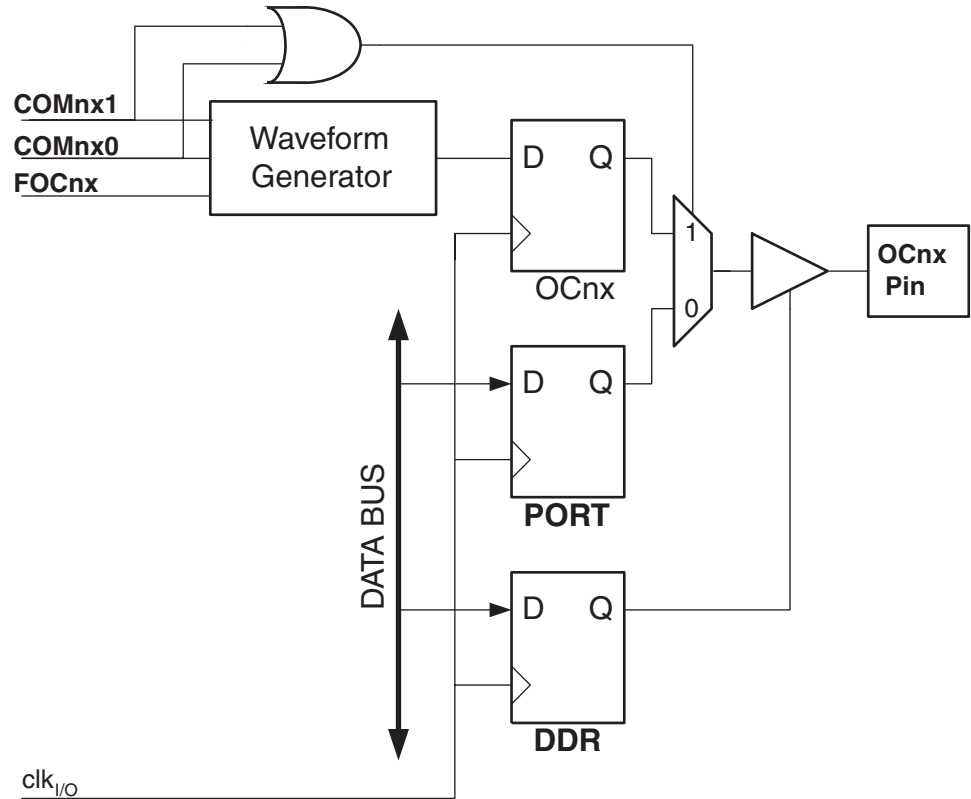 COMnx1
COMnx0
FOCnx
Waveform
Generator
D Q
OCnx
1
0
OCnx
Pin
D Q
PORT
DATA BUS
D Q
DDR
clkI/O